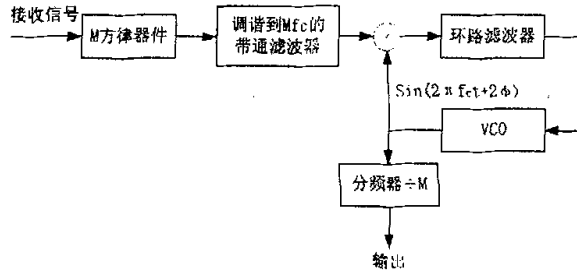 接收信号
M方律器件
调谐到Mfc的
带通滤波器
环路滤波器
Sin(2πfct+2φ)
VCO
分频器÷M
输出